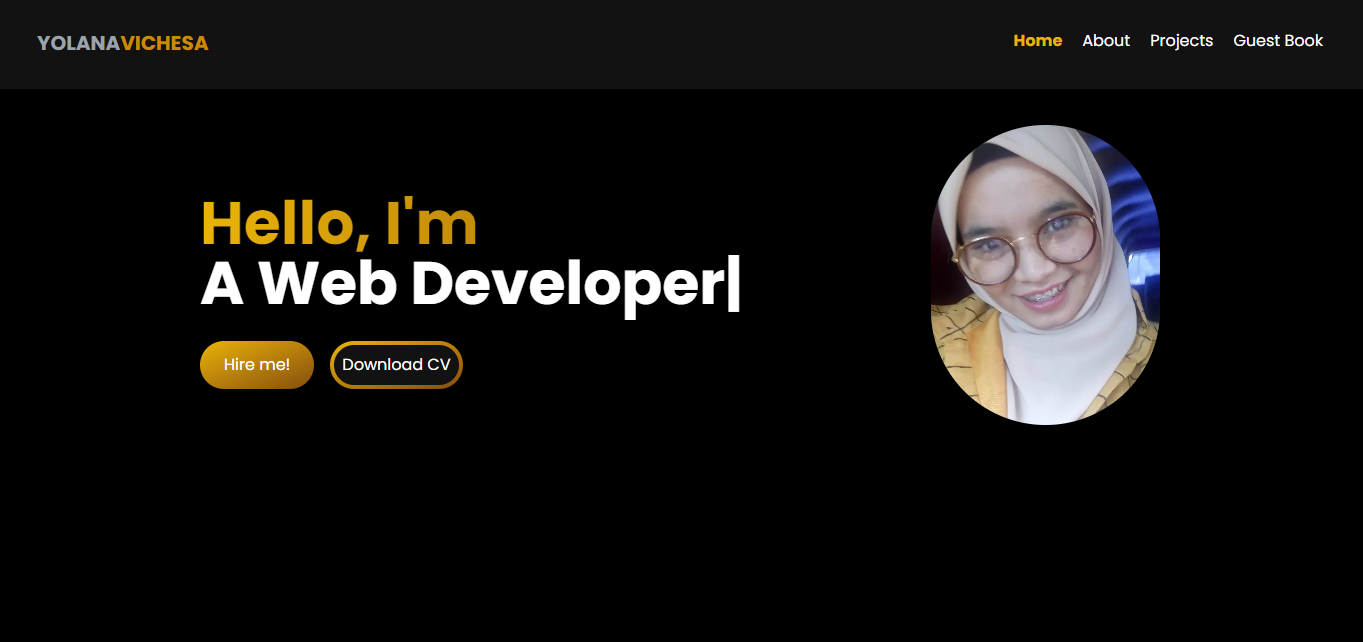 YOLANAVICHESA
Home About Projects Guest Book
Hello, I'm
A Web Developer|
Hire me! Download CV